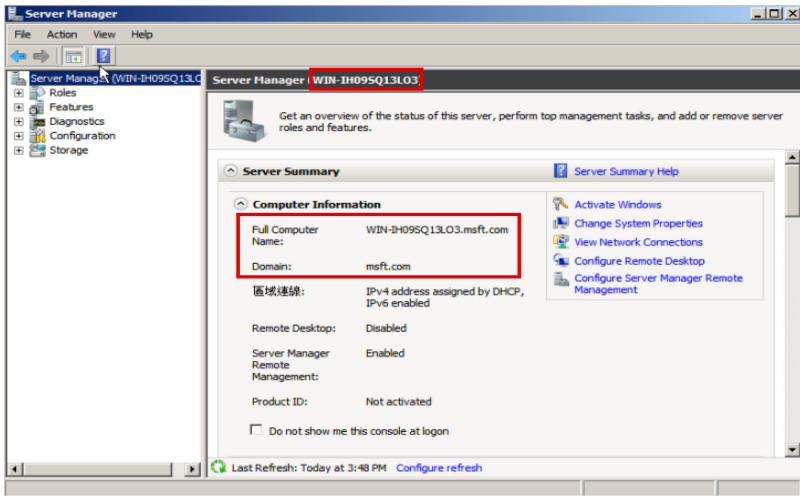 Server Manager
File Action View Help
Server Manager (WIN-IH09SQ13LO
Roles
Features
Diagnostics
Configuration
Storage
Server Manager (WIN-IH09SQ13LO3)
Get an overview of the status of this server, perform top management tasks, and add or remove server
roles and features.
Server Summary
Server Summary Help
Computer Information
Full Computer
Name:
WIN-IH09SQ13LO3.msft.com
Domain:
msft.com
區域連線:
IPv4 address assigned by DHCP,
IPv6 enabled
Remote Desktop:
Disabled
Server Manager
Remote
Management:
Enabled
Product ID:
Not activated
Do not show me this console at logon
Activate Windows
Change System Properties
View Network Connections
Configure Remote Desktop
Configure Server Manager Remote
Management
Last Refresh: Today at 3:48 PM Configure refresh